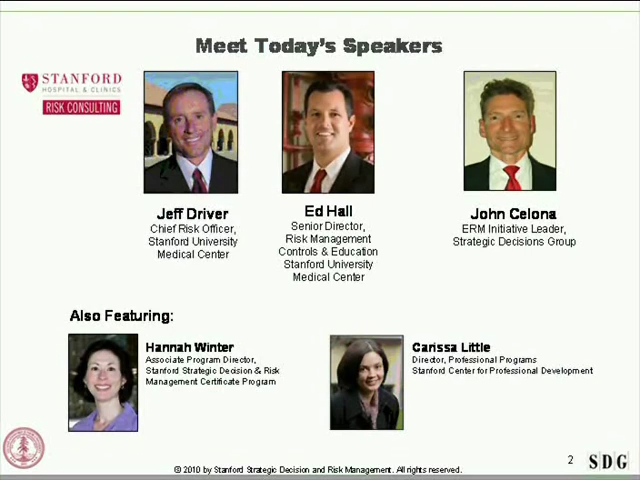 Meet Today's Speakers
STANFORD
HOSPITAL & CLINICS
RISK CONSULTING
Jeff Driver
Chief Risk Officer,
Stanford University
Medical Center
Ed Hall
Senior Director,
Risk Management
Controls & Education
Stanford University
Medical Center
John Celona
ERM Initiative Leader,
Strategic Decisions Group
Also Featuring:
Hannah Winter
Associate Program Director,
Stanford Strategic Decision & Risk
Management Certificate Program
Carissa Little
Director, Professional Programs
Stanford Center for Professional Development
© 2010 by Stanford Strategic Decision and Risk Management. All rights reserved.
2
SDG